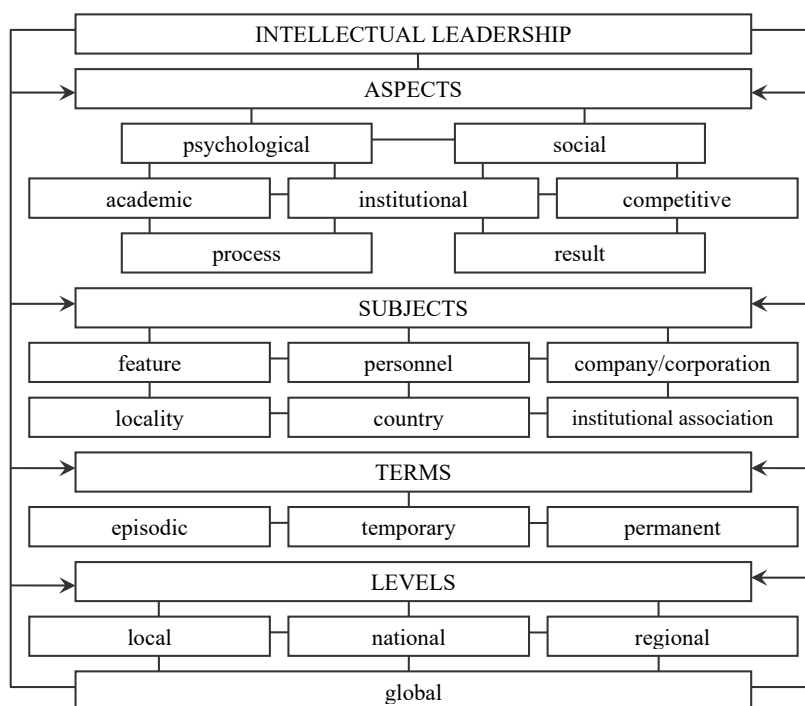 INTELLECTUAL LEADERSHIP
ASPECTS
psychological
social
academic
institutional
competitive
process
result
SUBJECTS
feature
personnel
company/corporation
locality
country
institutional association
TERMS
episodic
temporary
permanent
LEVELS
local
national
regional
global